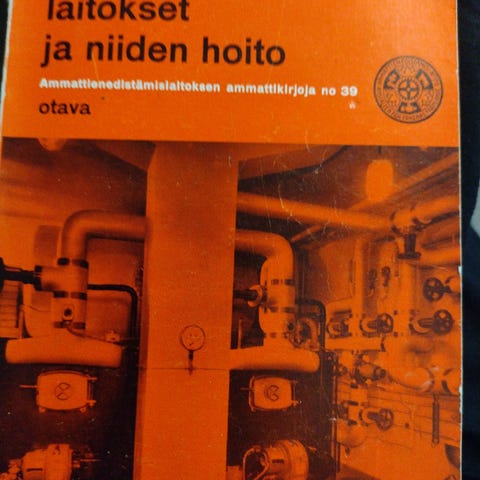 laitokset
ja niiden hoito
Ammattienedistämislaitoksen ammattikirjoja no 39
otava